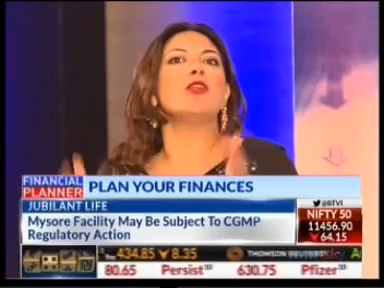 FINANCIAL
PLANNER
PLAN YOUR FINANCES
@BTVI
JUBILANT LIFE
Mysore Facility May Be Subject To CGMP
Regulatory Action
NIFTY 50
11456.90
▼ 64.15
434.85 ▼ 8.35
THOMSON REUTERS
80.65 Persist 630.75 Pfizer